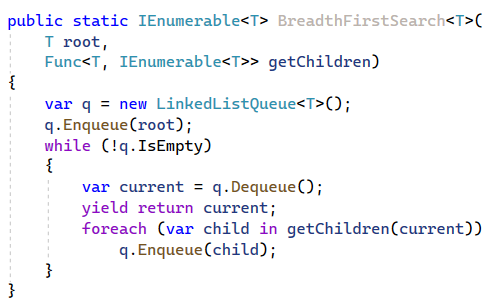 public static IEnumerable<T> BreadthFirstSearch<T>(
    T root,
    Func<T, IEnumerable<T>> getChildren)
{
    var q = new LinkedListQueue<T>();
    q.Enqueue(root);
    while (!q.IsEmpty)
    {
        var current = q.Dequeue();
        yield return current;
        foreach (var child in getChildren(current))
            q.Enqueue(child);
    }
}